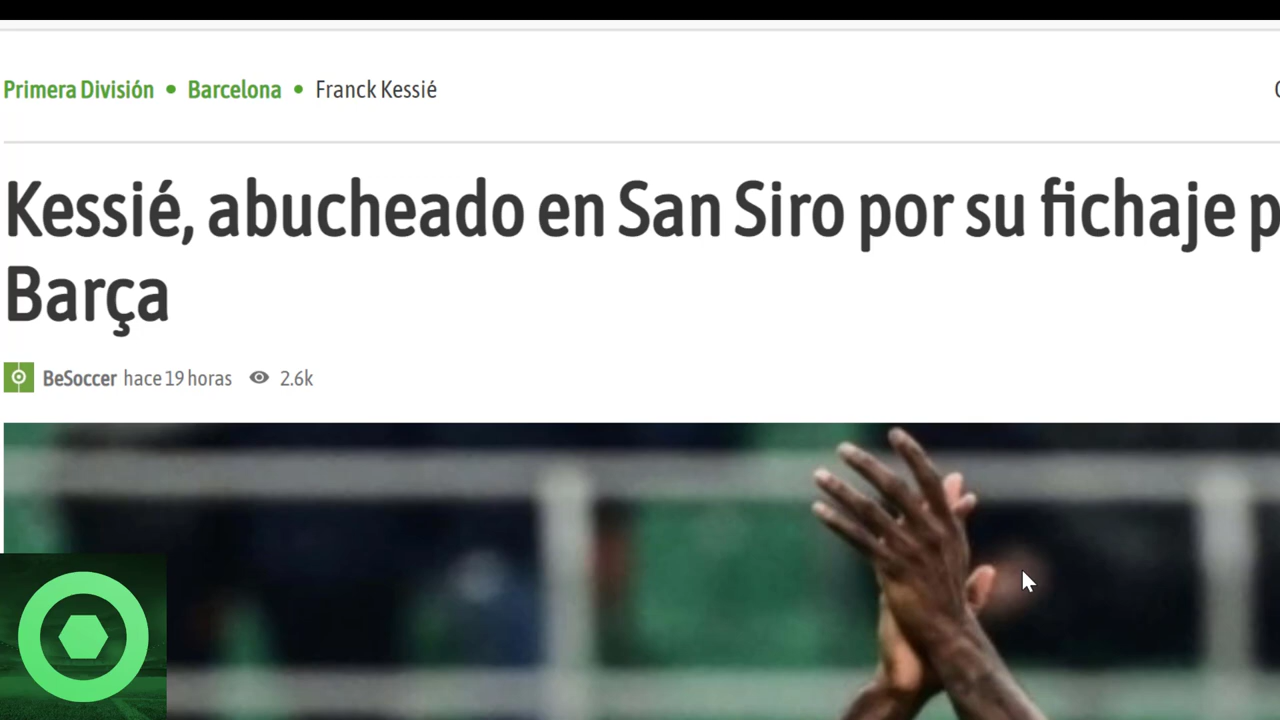 Primera División • Barcelona • Franck Kessié
Kessié, abucheado en San Siro por su fichaje
Barça
BeSoccer hace 19 horas 2.6k